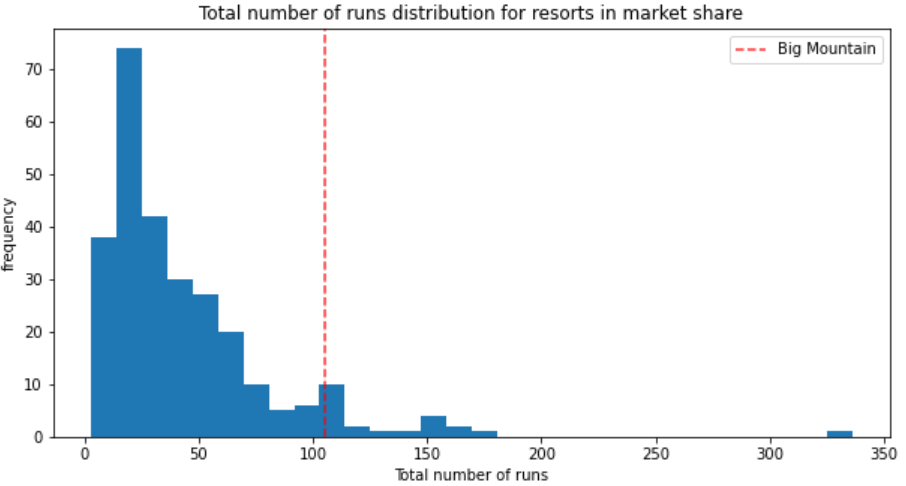 Total number of runs distribution for resorts in market share
Big Mountain
70
60
50
40
30
20
10
0
frequency
0 50 100 150 200 250 300 350
Total number of runs